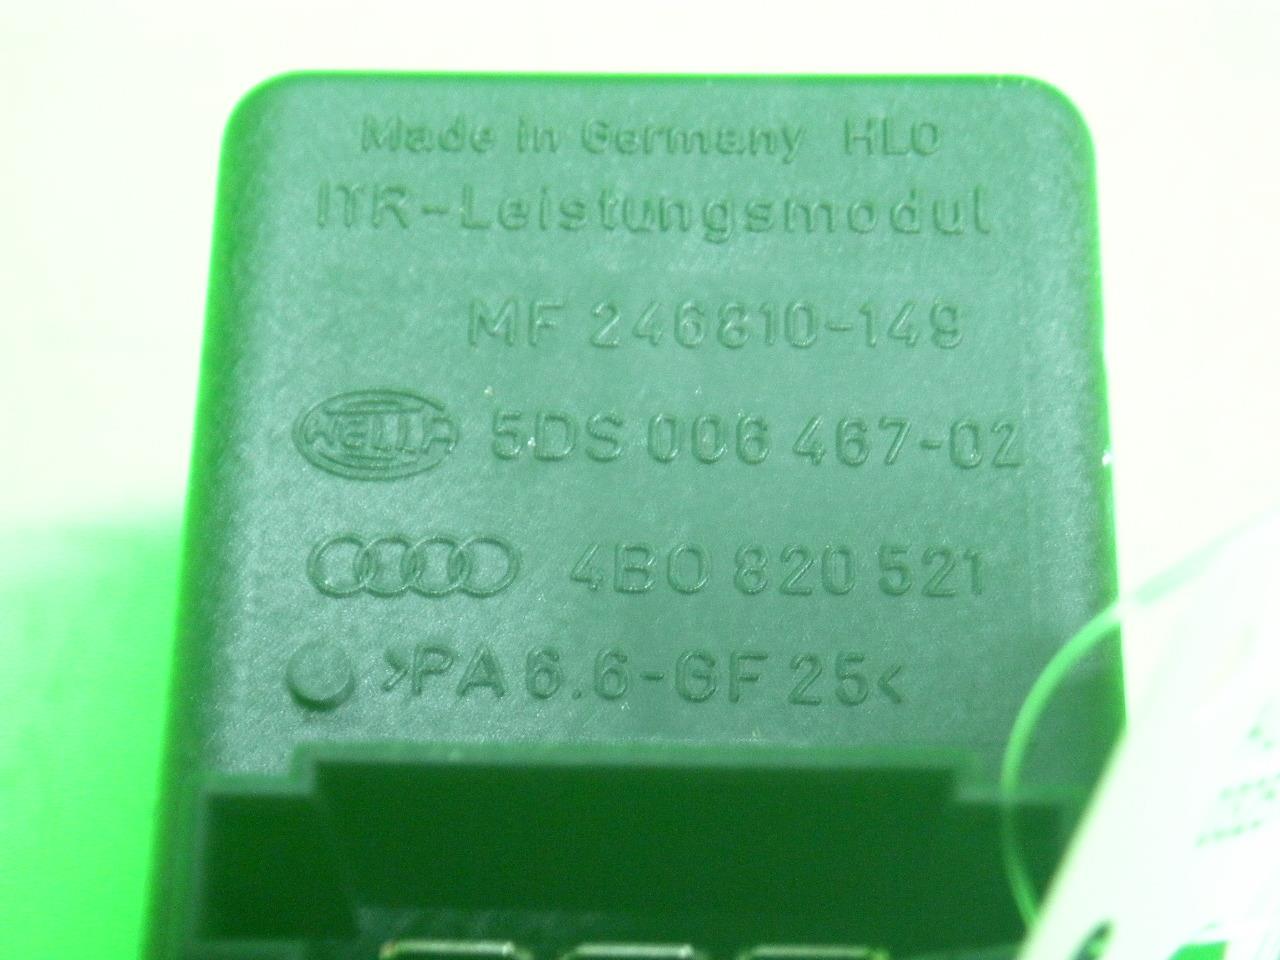 Made in Germany HLO
ITR-Leistungsmodul
MF 246810-149
HELLA 5DS 006 467-02
4B0 820 521
>PA 6.6-GF 25<